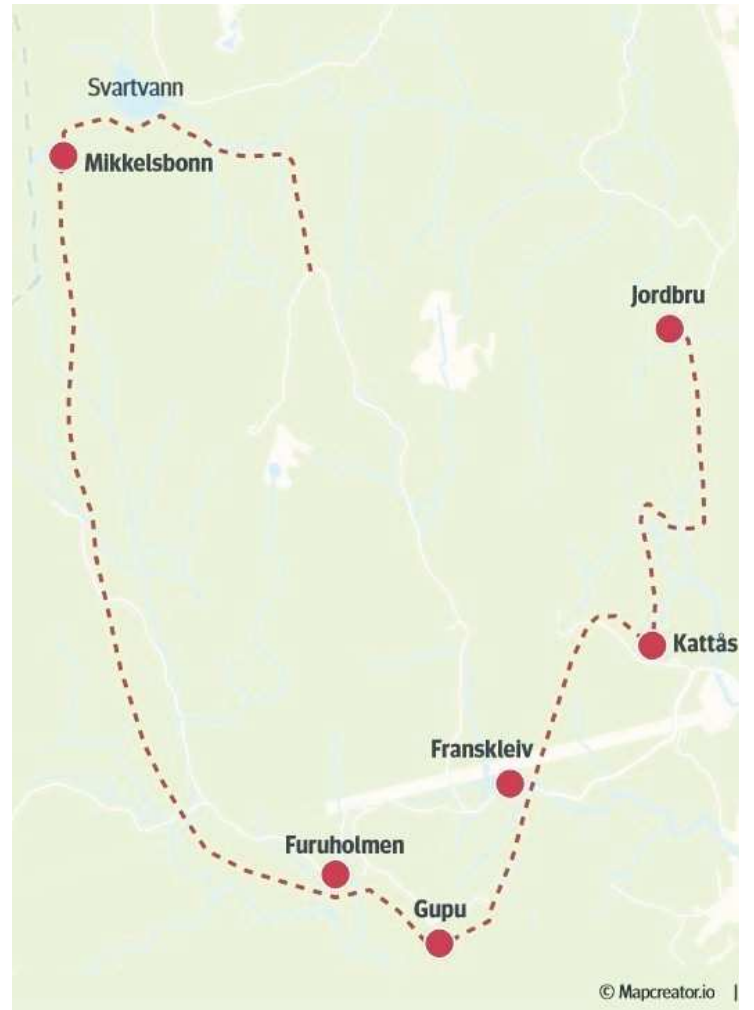 Svartvann
Mikkelsbonn
Jordbru
Kattås
Franskleiv
Furuholmen
Gupu
© Mapcreator.io |